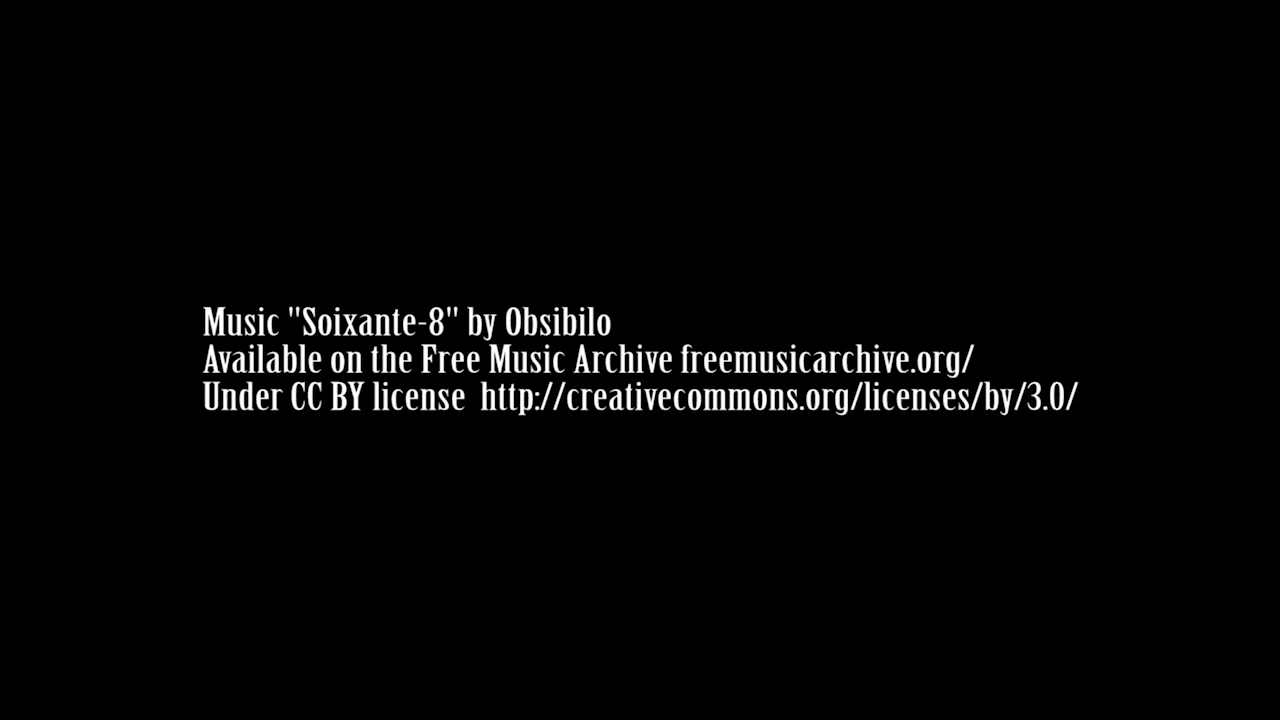 Music "Soixante-8" by Obsibilo
Available on the Free Music Archive freemusicarchive.org/
Under CC BY license  http://creativecommons.org/licenses/by/3.0/